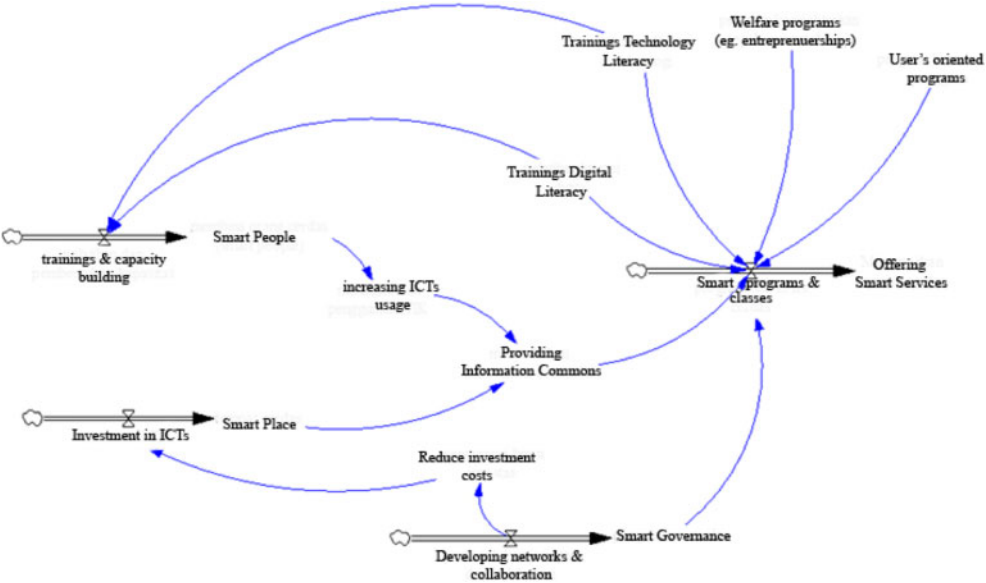 Welfare programs
(eg. entreprenuerships)
Trainings Technology
Literacy
User's oriented
programs
Trainings Digital
Literacy
Smart People
trainings & capacity
building
increasing ICTs
usage
Offering
Smart Services
Smart programs &
classes
Providing
Information Commons
Smart Place
Investment in ICTs
Reduce investment
costs
Smart Governance
Developing networks &
collaboration